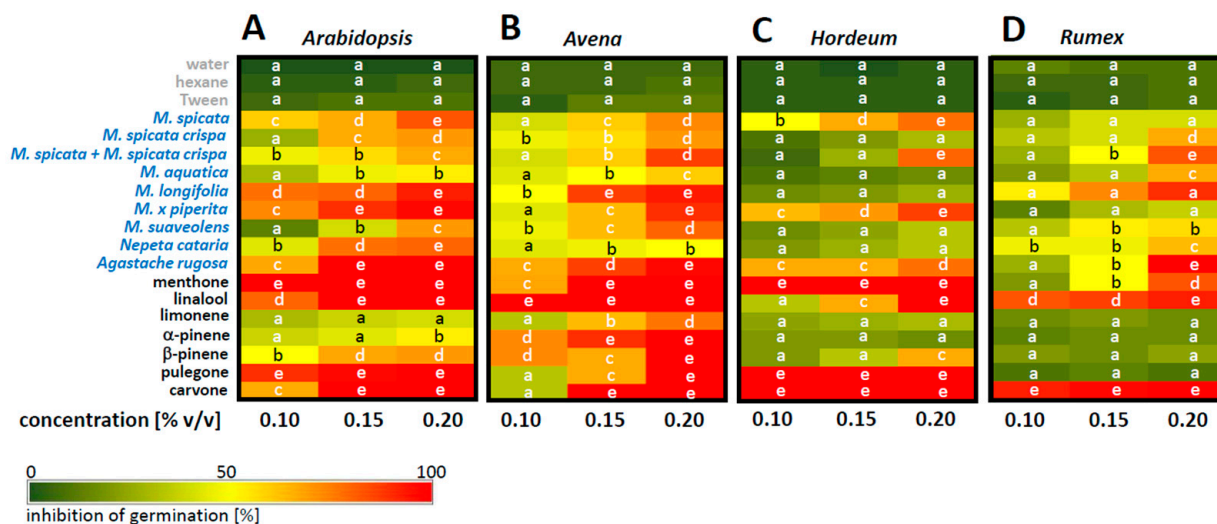 A Arabidopsis B Avena C Hordeum D Rumex
water a a a a a a a a a a a a
hexane a a a a a a a a a a a a
Tween a a a a a a a a a a a a
M. spicata c d e a c d b d e a a a
M. spicata crispa a c d b b d a a a a a d
M. spicata + M. spicata crispa b b c a b d a a e a b e
M. aquatica a b b a b c a a a a a c
M. longifolia d d e b e e a a a a a a
M. x piperita c e e a c e c d e a a a
M. suaveolens a b c b c d a a a a b b
Nepeta cataria b d e a b b a a a b b c
Agastache rugosa c e e c d e c c d a b e
menthone e e e c e e e e e a b d
linalool d e e e e e a c e d d e
limonene a a a a b d a a a a a a
α-pinene a a b d e e a a a a a a
β-pinene b d d d c e a a c a a a
pulegone e e e a c e e e e a a a
carvone c e e a e e e e e e e e
concentration [% v/v] 0.10 0.15 0.20 0.10 0.15 0.20 0.10 0.15 0.20 0.10 0.15 0.20
0 50 100
inhibition of germination [%]